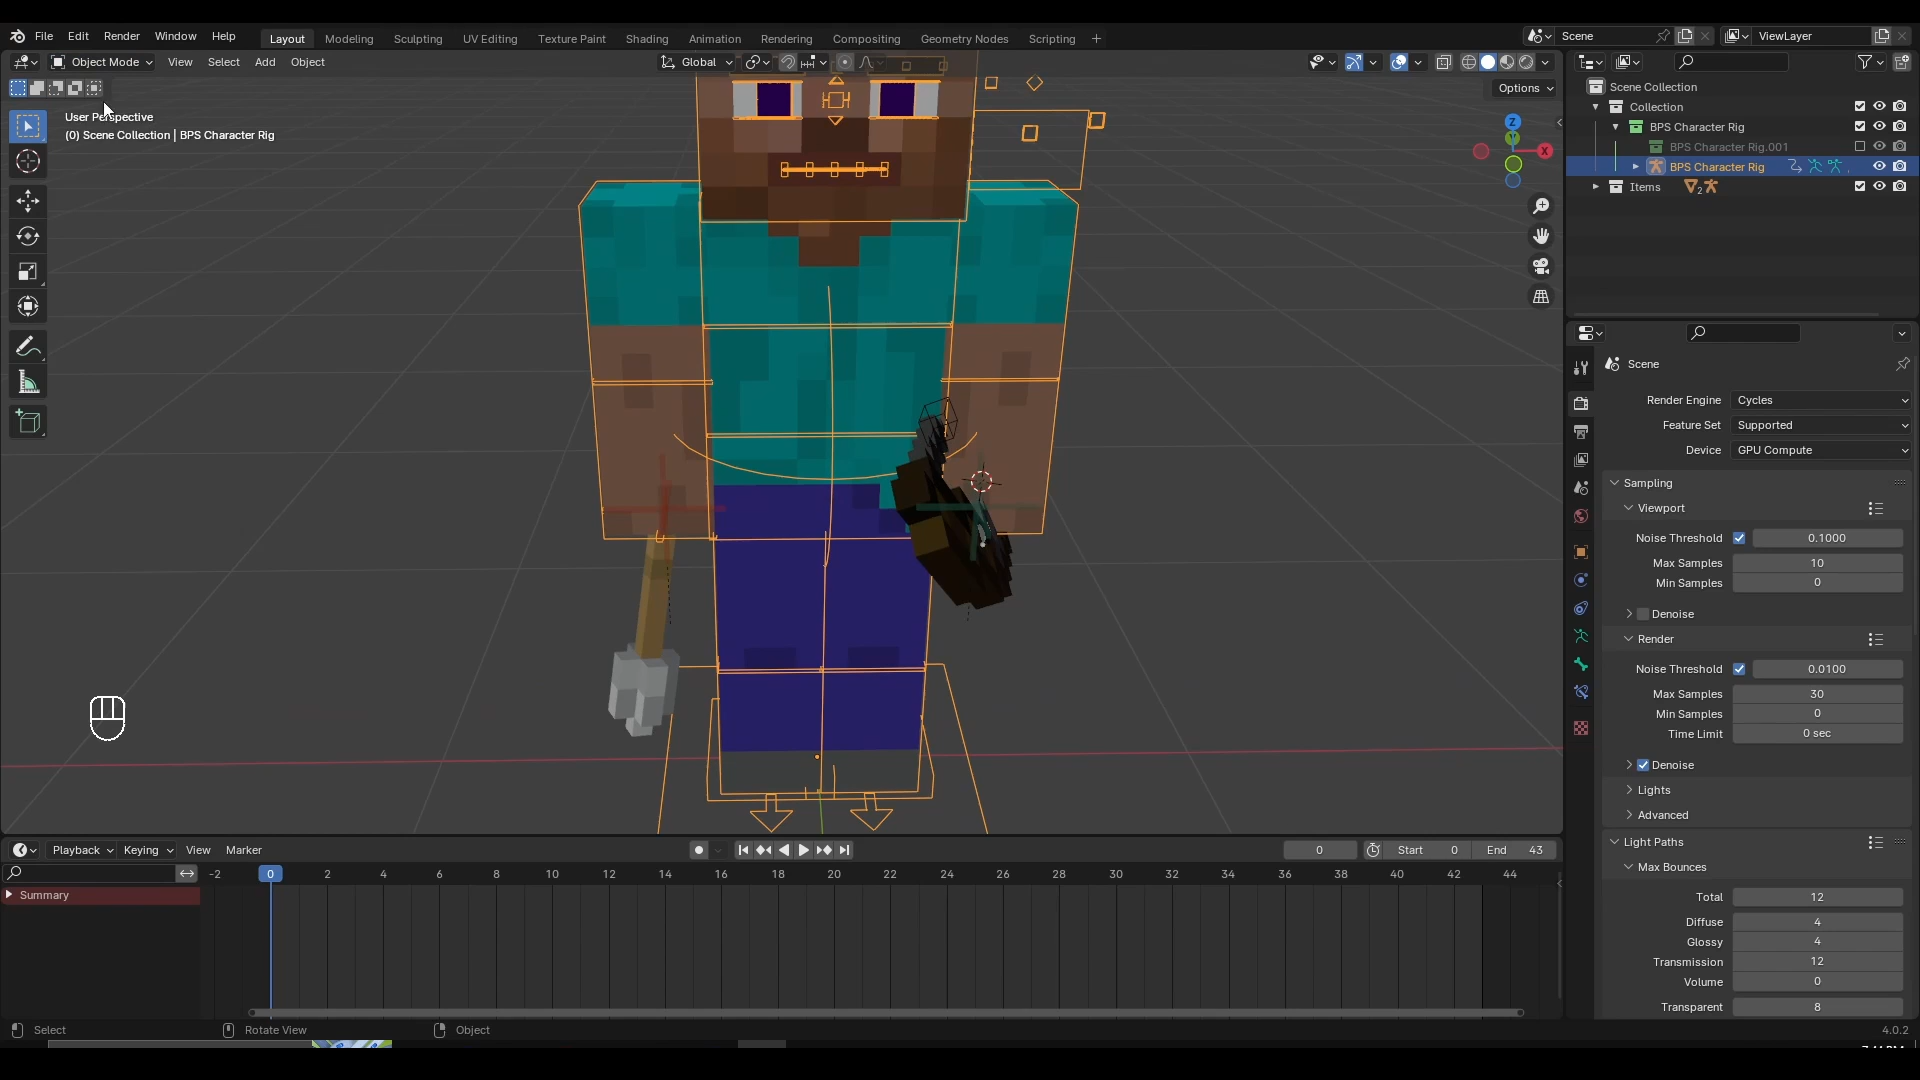 File Edit Render Window Help Layout Modeling Sculpting UV Editing Texture Paint Shading Animation Rendering Compositing Geometry Nodes Scripting Scene ViewLayer
Object Mode View Select Add Object Global
Options
User Perspective
(0) Scene Collection | BPS Character Rig
Z
Y
X
Scene Collection
Collection
BPS Character Rig
BPS Character Rig.001
BPS Character Rig
Items 2
Scene
Render Engine Cycles
Feature Set Supported
Device GPU Compute
Sampling
Viewport
Noise Threshold 0.1000
Max Samples 10
Min Samples 0
Denoise
Render
Noise Threshold 0.0100
Max Samples 30
Min Samples 0
Time Limit 0 sec
Denoise
Lights
Advanced
Light Paths
Max Bounces
Total 12
Diffuse 4
Glossy 4
Transmission 12
Volume 0
Transparent 8
Playback Keying View Marker 0 Start 0 End 43
-2 0 2 4 6 8 10 12 14 16 18 20 22 24 26 28 30 32 34 36 38 40 42 44
Summary
Select Rotate View Object 4.0.2